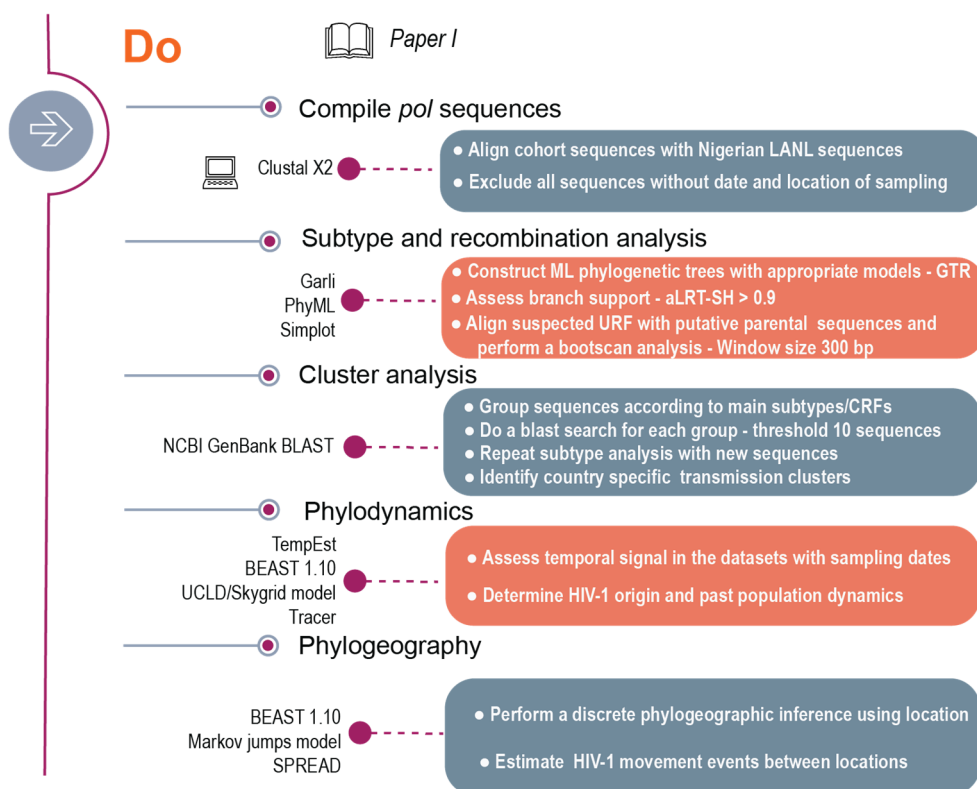 Do
Paper I
Compile pol sequences
Clustal X2
● Align cohort sequences with Nigerian LANL sequences
● Exclude all sequences without date and location of sampling
Subtype and recombination analysis
Garli
PhyML
Simplot
● Construct ML phylogenetic trees with appropriate models - GTR
● Assess branch support - aLRT-SH > 0.9
● Align suspected URF with putative parental sequences and
perform a bootscan analysis - Window size 300 bp
Cluster analysis
NCBI GenBank BLAST
● Group sequences according to main subtypes/CRFs
● Do a blast search for each group - threshold 10 sequences
● Repeat subtype analysis with new sequences
● Identify country specific transmission clusters
Phylodynamics
TempEst
BEAST 1.10
UCLD/Skygrid model
Tracer
● Assess temporal signal in the datasets with sampling dates
● Determine HIV-1 origin and past population dynamics
Phylogeography
BEAST 1.10
Markov jumps model
SPREAD
● Perform a discrete phylogeographic inference using location
● Estimate HIV-1 movement events between locations